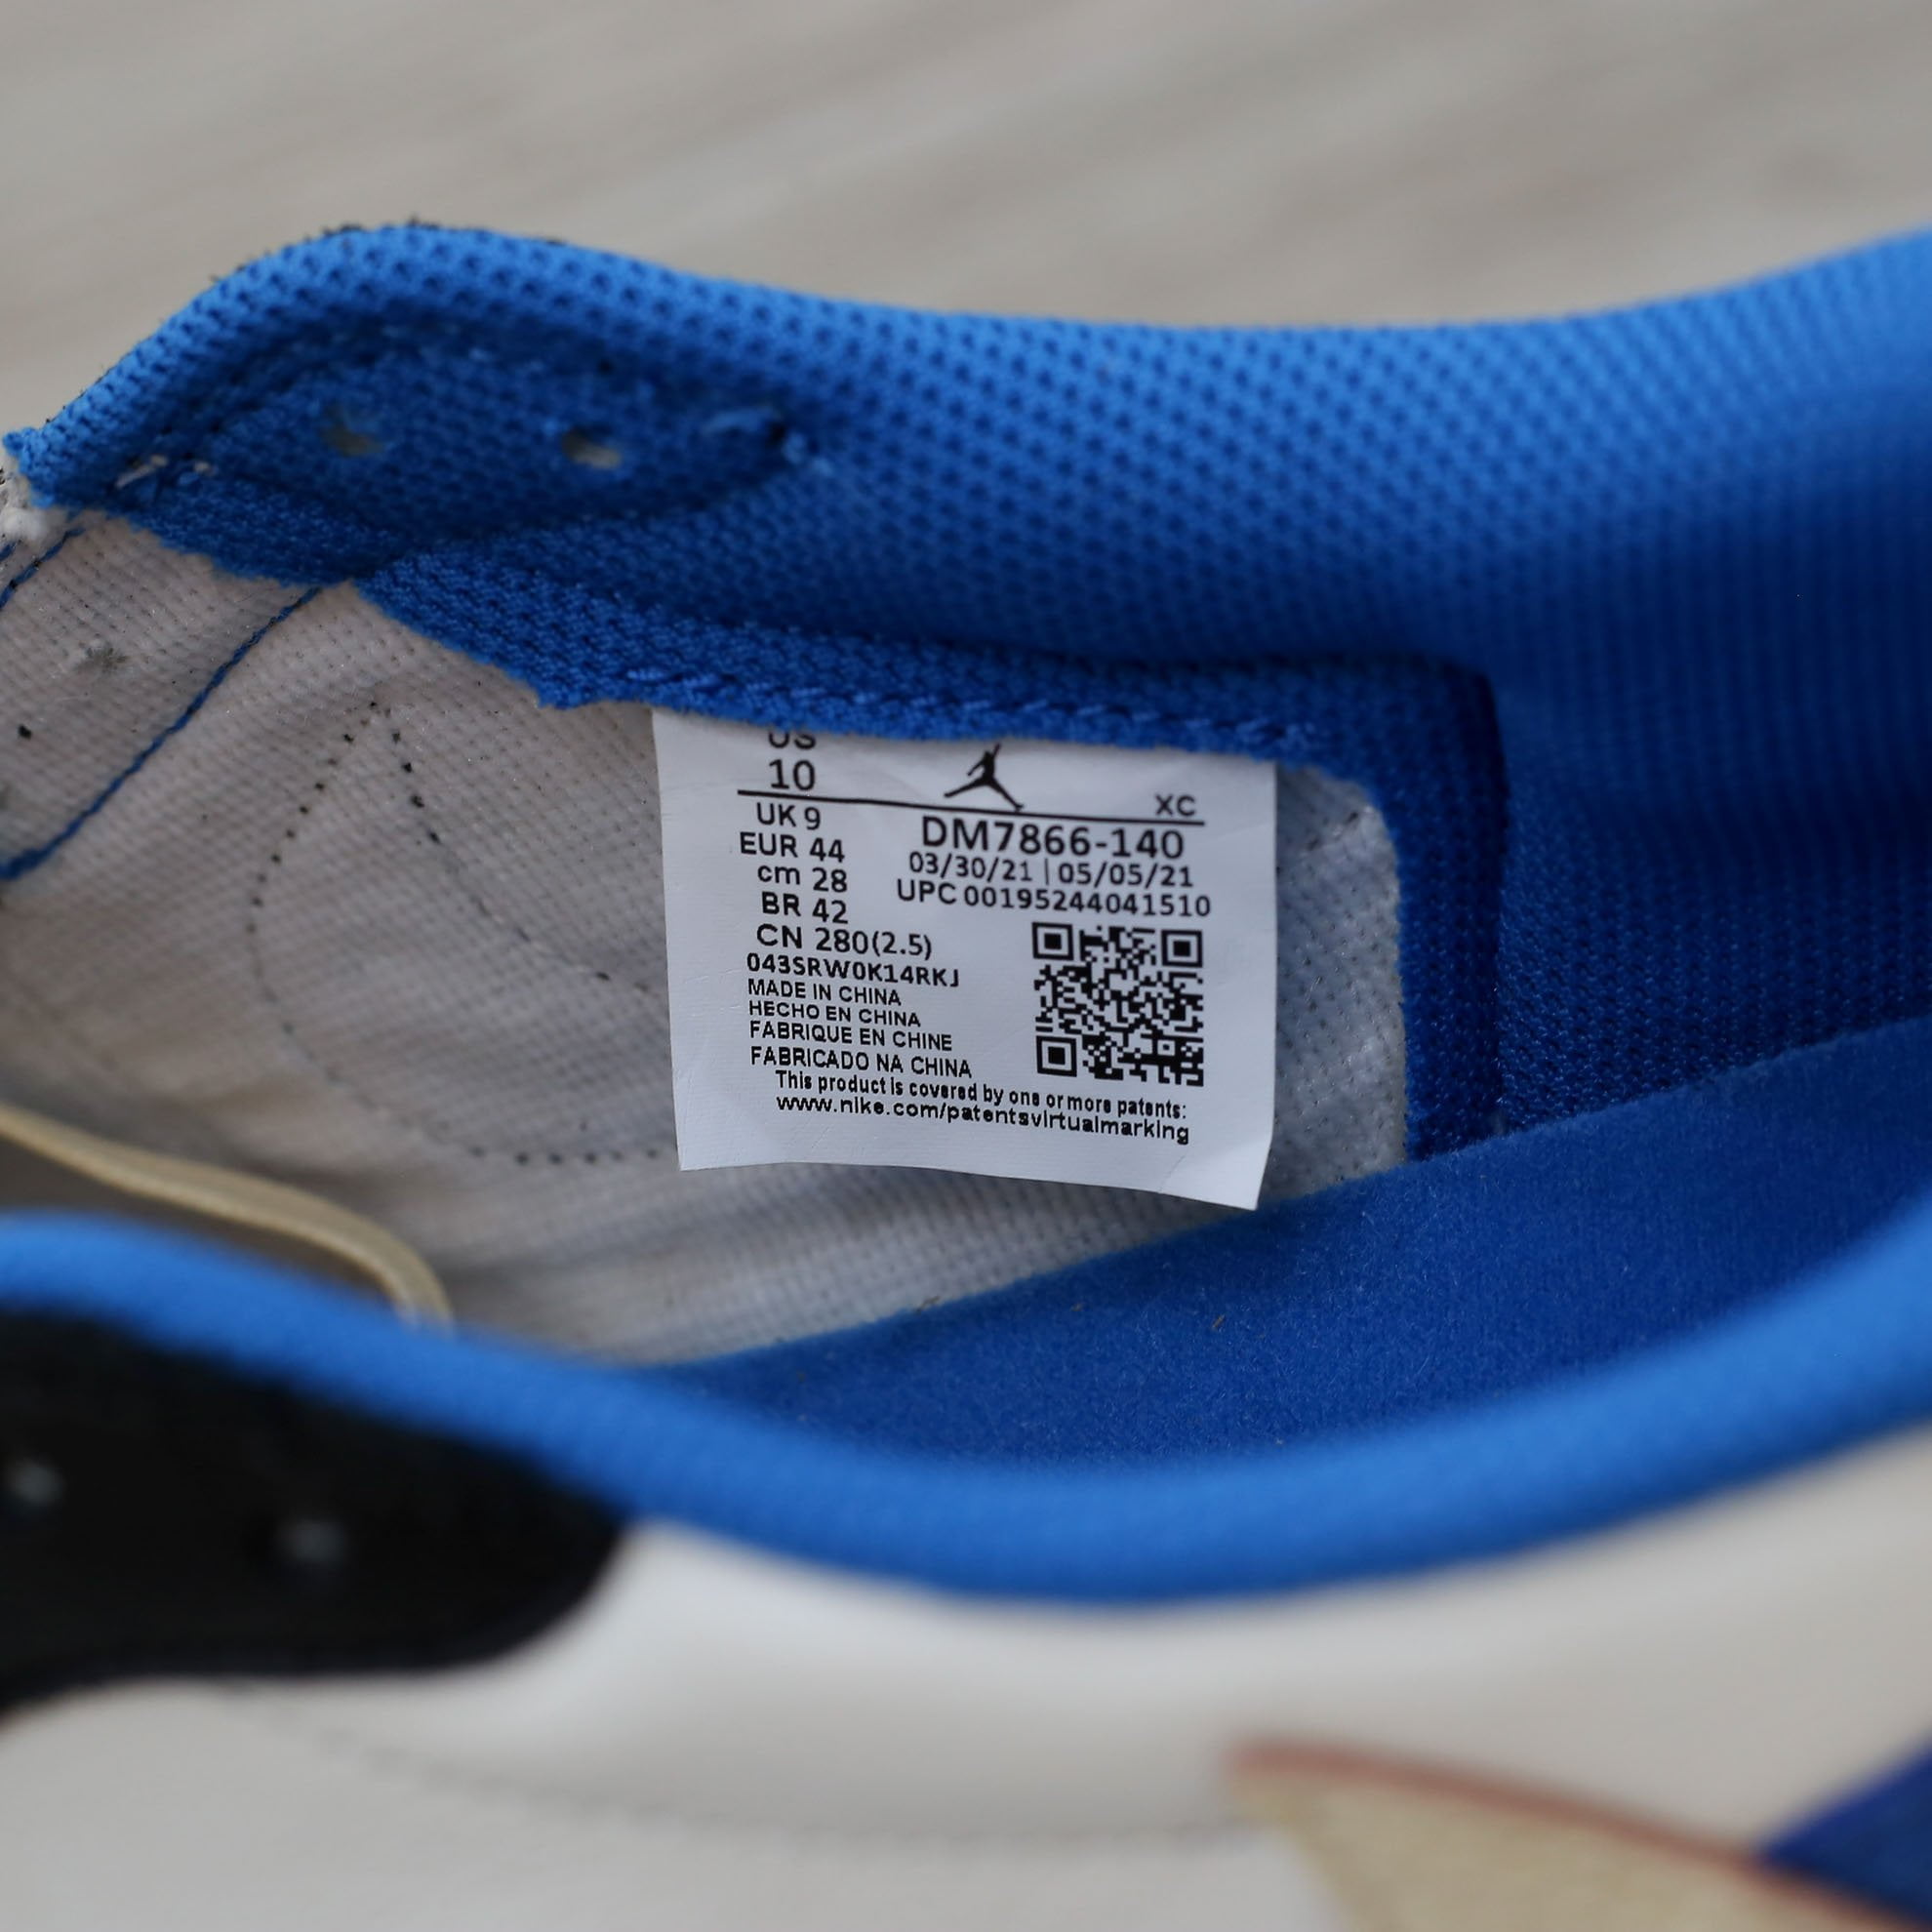 US
10
XC
UK 9
DM7866-140
EUR 44
03/30/21 | 05/05/21
cm 28
UPC 00195244041510
BR 42
CN 280(2.5)
043SRW0K14RKJ
MADE IN CHINA
HECHO EN CHINA
FABRIQUE EN CHINE
FABRICADO NA CHINA
This product is covered by one or more patents:
www.nike.com/patentsvirtualmarking